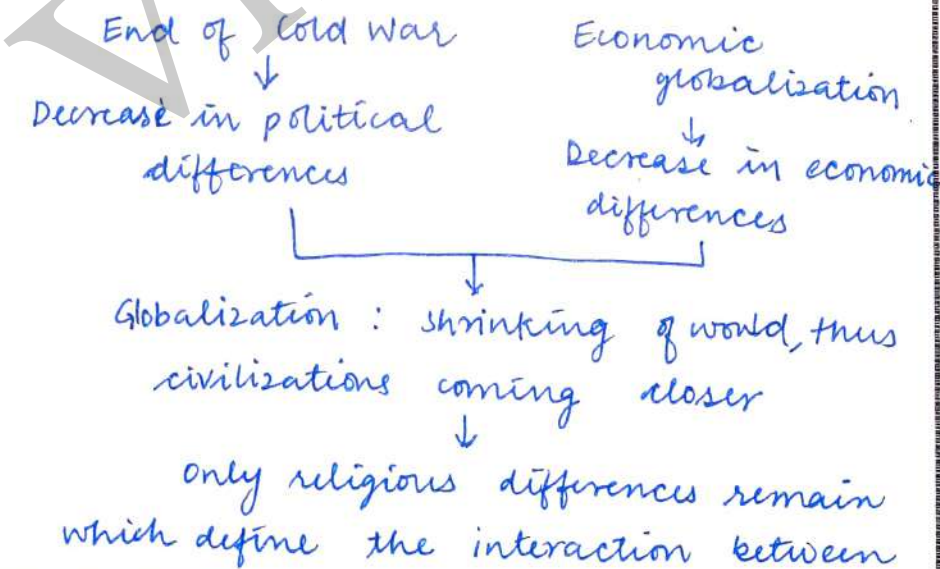 End of Cold War
↓
Decrease in political
differences
Economic
globalization
↓
Decrease in economic
differences
↓
Globalization : shrinking of world, thus
civilizations coming closer
↓
only religious differences remain
which define the interaction between